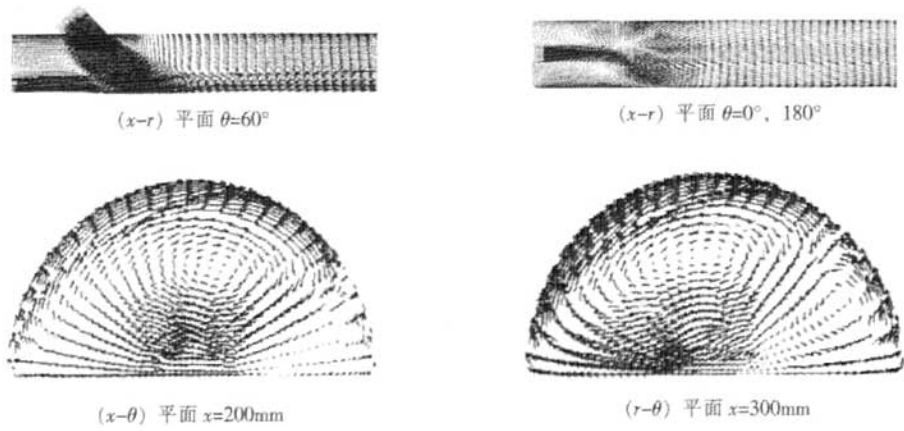 (x-r) 平面 θ=60°
(x-r) 平面 θ=0°, 180°
(x-θ) 平面 x=200mm
(r-θ) 平面 x=300mm